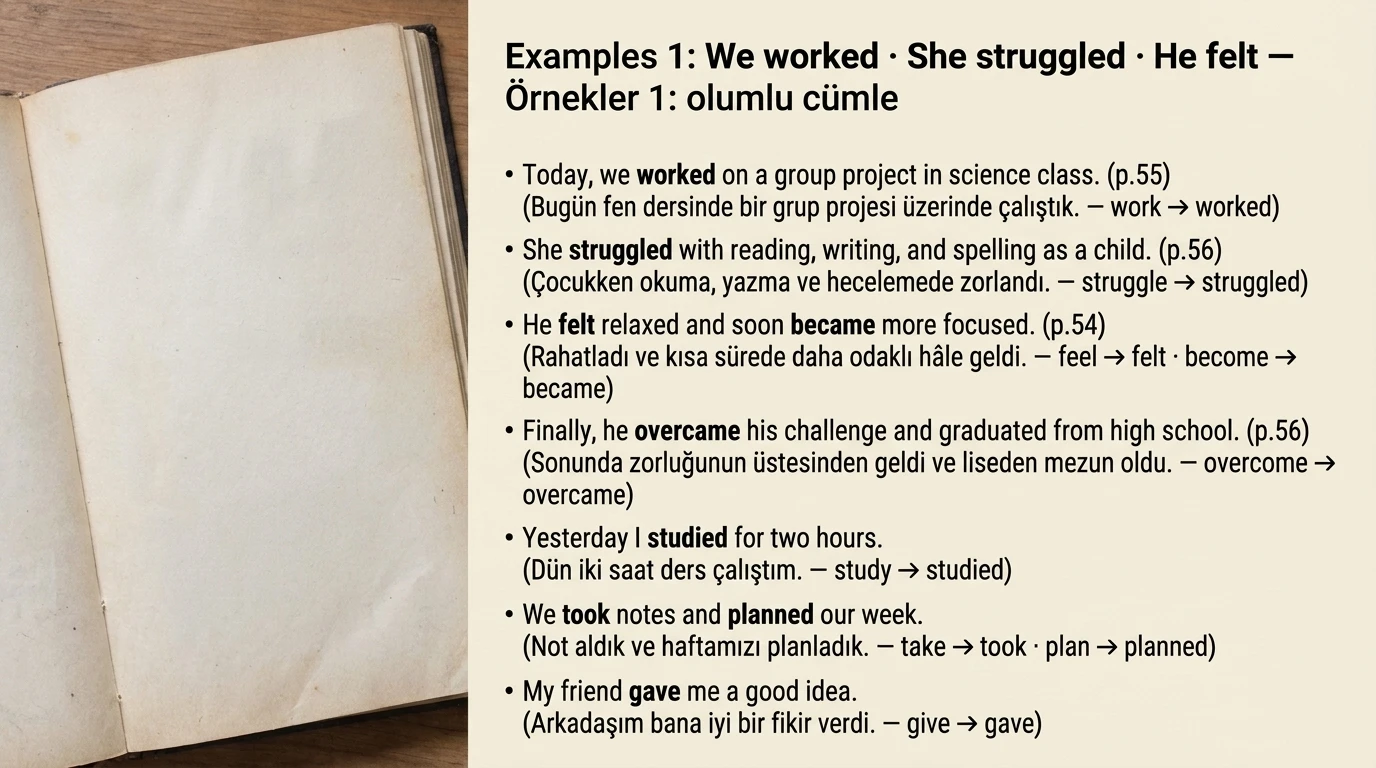 Examples 1: We worked · She struggled · He felt —
Örnekler 1: olumlu cümle
• Today, we worked on a group project in science class. (p.55)
(Bugün fen dersinde bir grup projesi üzerinde çalıştık. — work → worked)
• She struggled with reading, writing, and spelling as a child. (p.56)
(Çocukken okuma, yazma ve hecelemede zorlandı. — struggle → struggled)
• He felt relaxed and soon became more focused. (p.54)
(Rahatladı ve kısa sürede daha odaklı hâle geldi. — feel → felt · become →
became)
• Finally, he overcame his challenge and graduated from high school. (p.56)
(Sonunda zorluğunun üstesinden geldi ve liseden mezun oldu. — overcome →
overcame)
• Yesterday I studied for two hours.
(Dün iki saat ders çalıştım. — study → studied)
• We took notes and planned our week.
(Not aldık ve haftamızı planladık. — take → took · plan → planned)
• My friend gave me a good idea.
(Arkadaşım bana iyi bir fikir verdi. — give → gave)